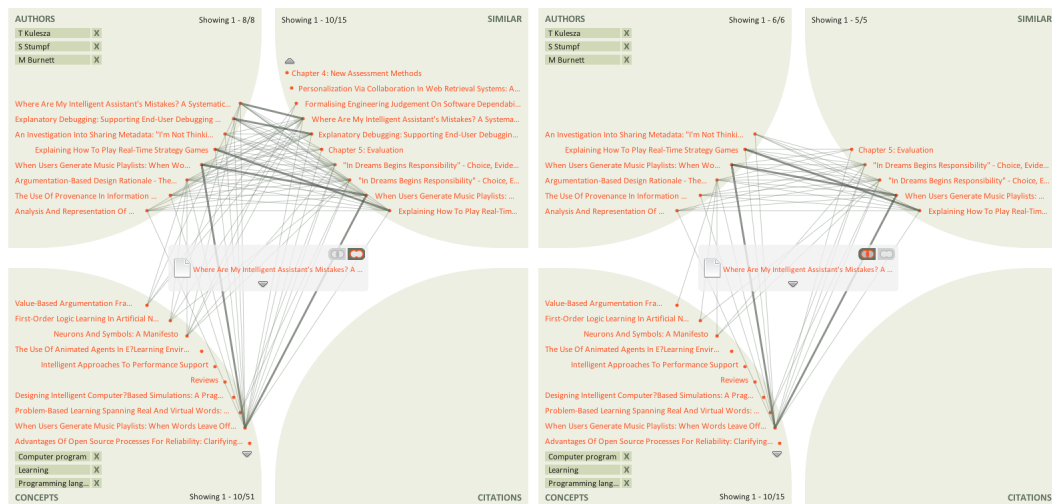 AUTHORS
Showing 1 - 8/8
T Kulesza X
S Stumpf X
M Burnett X
Where Are My Intelligent Assistant's Mistakes? A Systematic...
Explanatory Debugging: Supporting End-User Debugging ...
An Investigation Into Sharing Metadata: "I'm Not Thinki...
Explaining How To Play Real-Time Strategy Games
When Users Generate Music Playlists: When Wo...
Argumentation-Based Design Rationale - The...
The Use Of Provenance In Information ...
Analysis And Representation Of ...
Showing 1 - 10/15
SIMILAR
Chapter 4: New Assessment Methods
Personalization Via Collaboration In Web Retrieval Systems: A...
Formalising Engineering Judgement On Software Dependabi...
Where Are My Intelligent Assistant's Mistakes? A Systema...
Explanatory Debugging: Supporting End-User Debuggin...
Chapter 5: Evaluation
"In Dreams Begins Responsibility" - Choice, Evide...
"In Dreams Begins Responsibility" - Choice, E...
When Users Generate Music Playlists: ...
Explaining How To Play Real-Tim...
Where Are My Intelligent Assistant's Mistakes? A ...
Value-Based Argumentation Fra...
First-Order Logic Learning In Artificial N...
Neurons And Symbols: A Manifesto
The Use Of Animated Agents In E?Learning Envir...
Intelligent Approaches To Performance Support
Reviews
Designing Intelligent Computer?Based Simulations: A Prag...
Problem-Based Learning Spanning Real And Virtual Words: ...
When Users Generate Music Playlists: When Words Leave Off...
Advantages Of Open Source Processes For Reliability: Clarifying...
Computer program X
Learning X
Programming lang... X
CONCEPTS
Showing 1 - 10/51
CITATIONS
AUTHORS
Showing 1 - 6/6
T Kulesza X
S Stumpf X
M Burnett X
An Investigation Into Sharing Metadata: "I'm Not Thinki...
Explaining How To Play Real-Time Strategy Games
When Users Generate Music Playlists: When Wo...
Argumentation-Based Design Rationale - The...
The Use Of Provenance In Information ...
Analysis And Representation Of ...
Showing 1 - 5/5
SIMILAR
Chapter 5: Evaluation
"In Dreams Begins Responsibility" - Choice, Evide...
"In Dreams Begins Responsibility" - Choice, E...
When Users Generate Music Playlists: ...
Explaining How To Play Real-Tim...
Where Are My Intelligent Assistant's Mistakes? A ...
Value-Based Argumentation Fra...
First-Order Logic Learning In Artificial N...
Neurons And Symbols: A Manifesto
The Use Of Animated Agents In E?Learning Envir...
Intelligent Approaches To Performance Support
Reviews
Designing Intelligent Computer?Based Simulations: A Prag...
Problem-Based Learning Spanning Real And Virtual Words: ...
When Users Generate Music Playlists: When Words Leave Off...
Advantages Of Open Source Processes For Reliability: Clarifying...
Computer program X
Learning X
Programming lang... X
CONCEPTS
Showing 1 - 10/15
CITATIONS